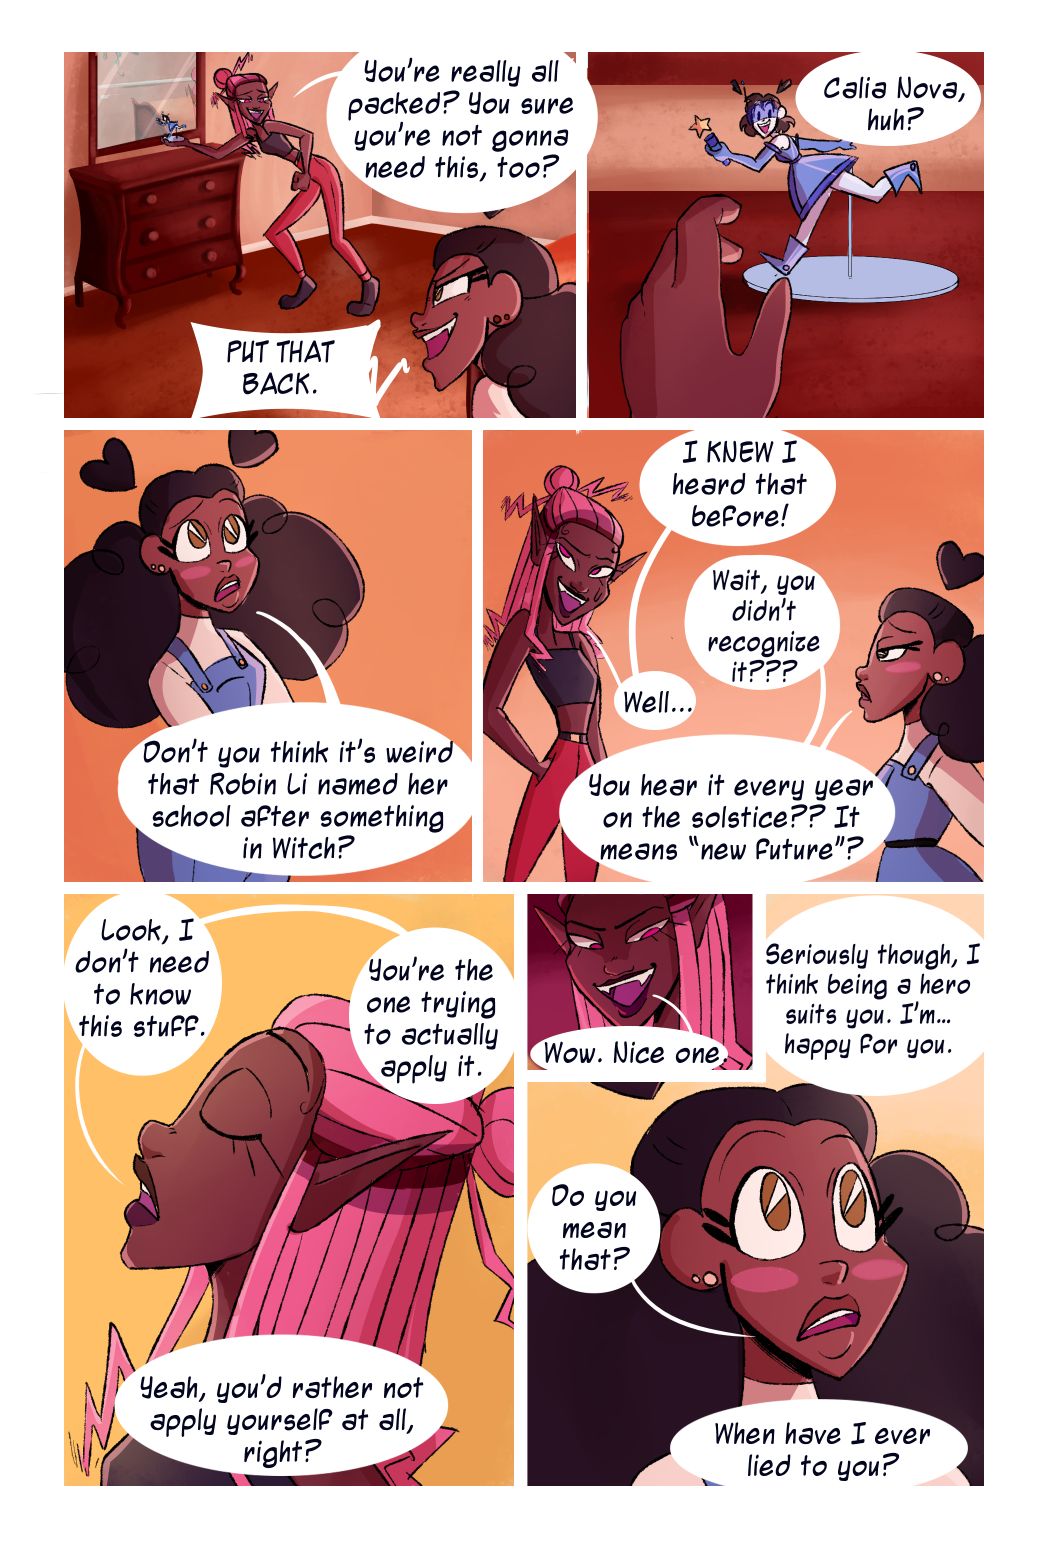 You're really all
packed? You sure
you're not gonna
need this, too?
PUT THAT
BACK.
Calia Nova,
huh?
Don't you think it's weird
that Robin Li named her
school after something
in Witch?
I KNEW I
heard that
before!
Well...
Wait, you
didn't
recognize
it???
You hear it every year
on the solstice?? It
means "new future"?
Look, I
don't need
to know
this stuff.
You're the
one trying
to actually
apply it.
Yeah, you'd rather not
apply yourself at all,
right?
Wow. Nice one.
Seriously though, I
think being a hero
suits you. I'm...
happy for you.
Do you
mean
that?
When have I ever
lied to you?